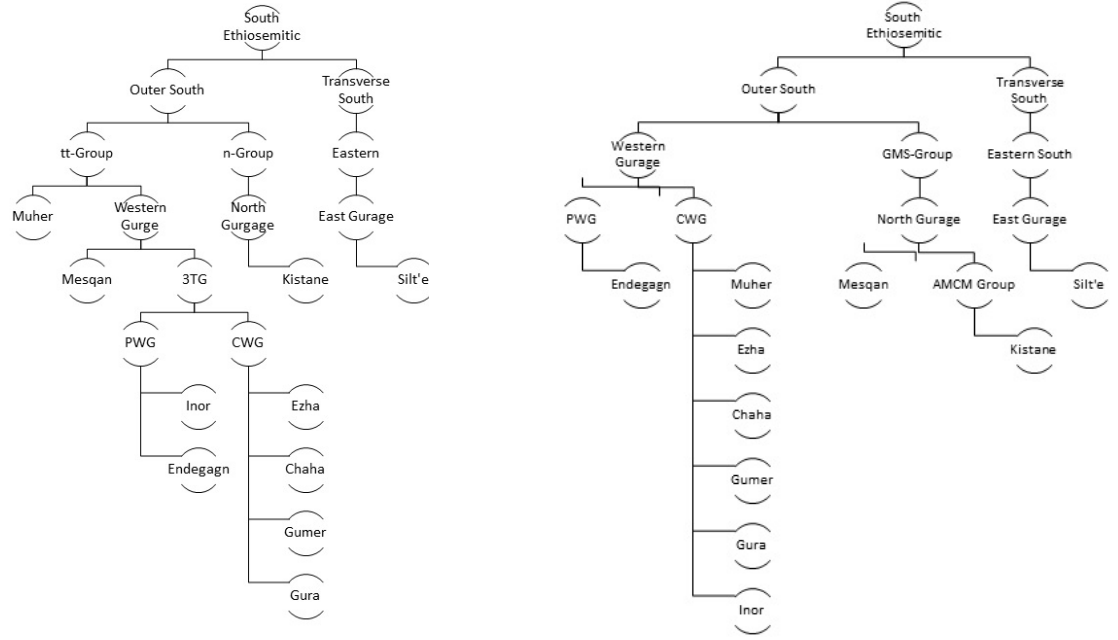 South
Ethiosemitic
Outer South
Transverse
South
tt-Group
n-Group
Eastern
Muher
Western
Gurge
North
Gurgage
East Gurage
Mesqan
3TG
Kistane
Silt'e
PWG
CWG
Inor
Ezha
Endegagn
Chaha
Gumer
Gura
South
Ethiosemitic
Outer South
Transverse
South
Western
Gurage
GMS-Group
Eastern South
PWG
CWG
North Gurage
East Gurage
Endegagn
Muher
Mesqan
AMCM Group
Silt'e
Ezha
Kistane
Chaha
Gumer
Gura
Inor